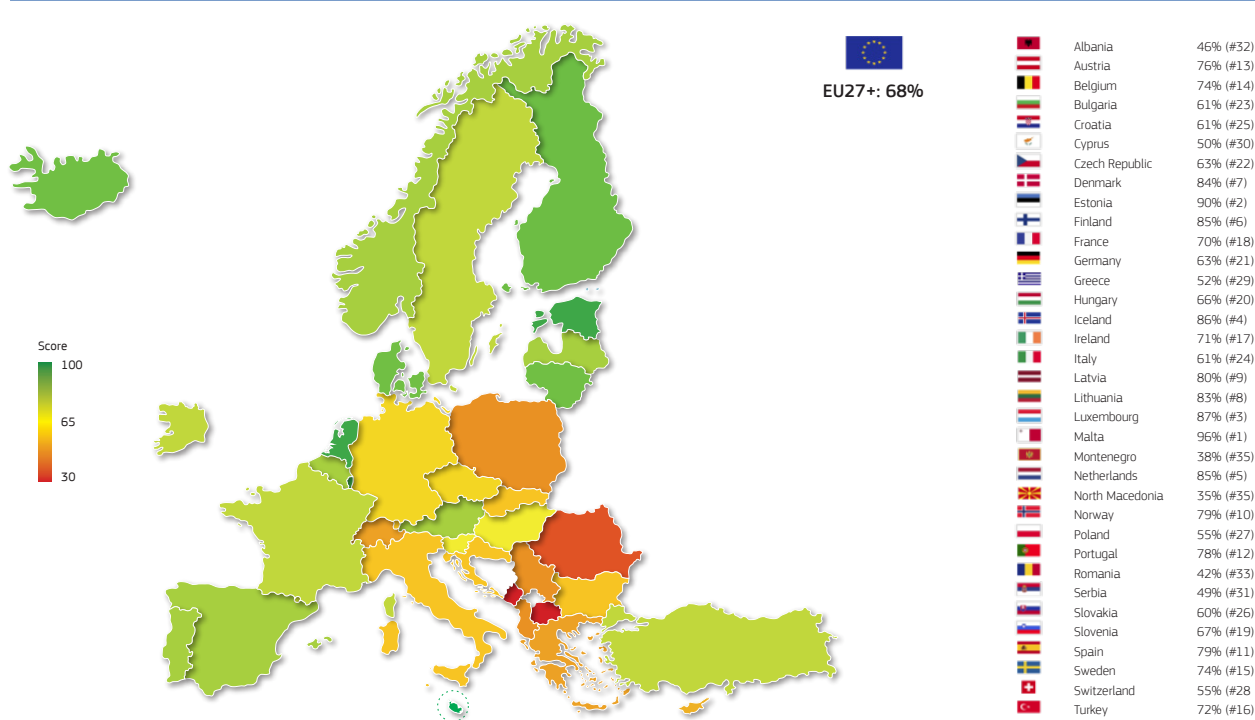 EU27+: 68%
Score
100
65
30
Albania 46% (#32)
Austria 76% (#13)
Belgium 74% (#14)
Bulgaria 61% (#23)
Croatia 61% (#25)
Cyprus 50% (#30)
Czech Republic 63% (#22)
Denmark 84% (#7)
Estonia 90% (#2)
Finland 85% (#6)
France 70% (#18)
Germany 63% (#21)
Greece 52% (#29)
Hungary 66% (#20)
Iceland 86% (#4)
Ireland 71% (#17)
Italy 61% (#24)
Latvia 80% (#9)
Lithuania 83% (#8)
Luxembourg 87% (#3)
Malta 96% (#1)
Montenegro 38% (#35)
Netherlands 85% (#5)
North Macedonia 35% (#35)
Norway 79% (#10)
Poland 55% (#27)
Portugal 78% (#12)
Romania 42% (#33)
Serbia 49% (#31)
Slovakia 60% (#26)
Slovenia 67% (#19)
Spain 79% (#11)
Sweden 74% (#15)
Switzerland 55% (#28
Turkey 72% (#16)